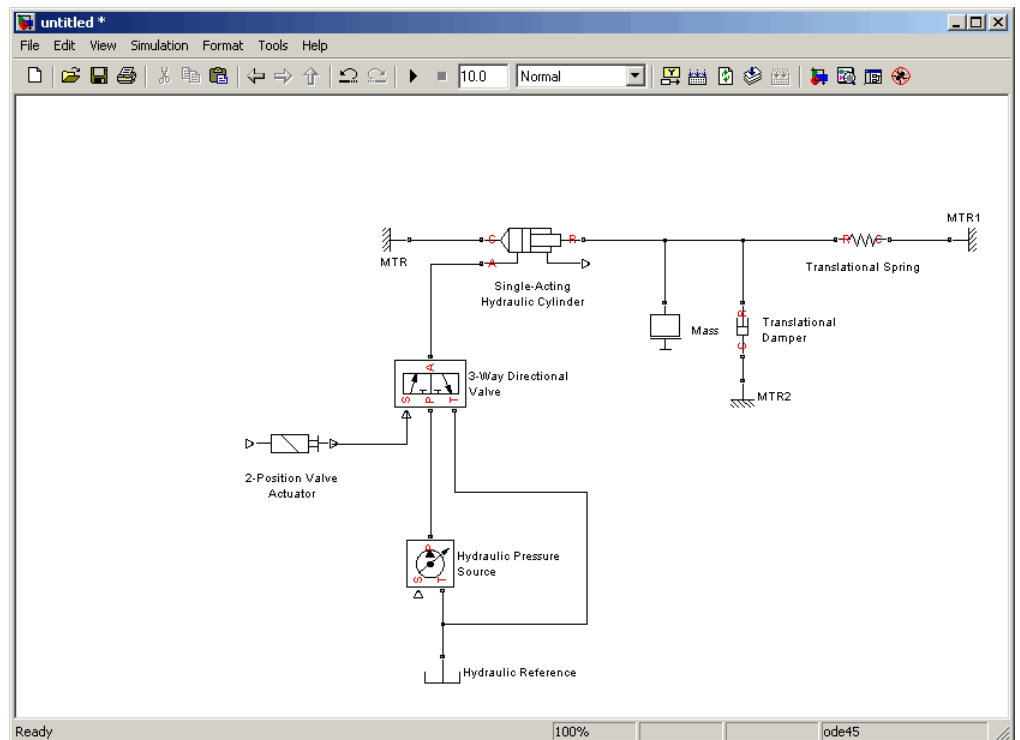 untitled *
File Edit View Simulation Format Tools Help
10.0 Normal
MTR1
C R R C
MTR
A
Translational Spring
Single-Acting
Hydraulic Cylinder
R
Mass
Translational
Damper
C
A
3-Way Directional
Valve
S P T
MTR2
2-Position Valve
Actuator
P
Hydraulic Pressure
Source
S T
Hydraulic Reference
Ready 100% ode45